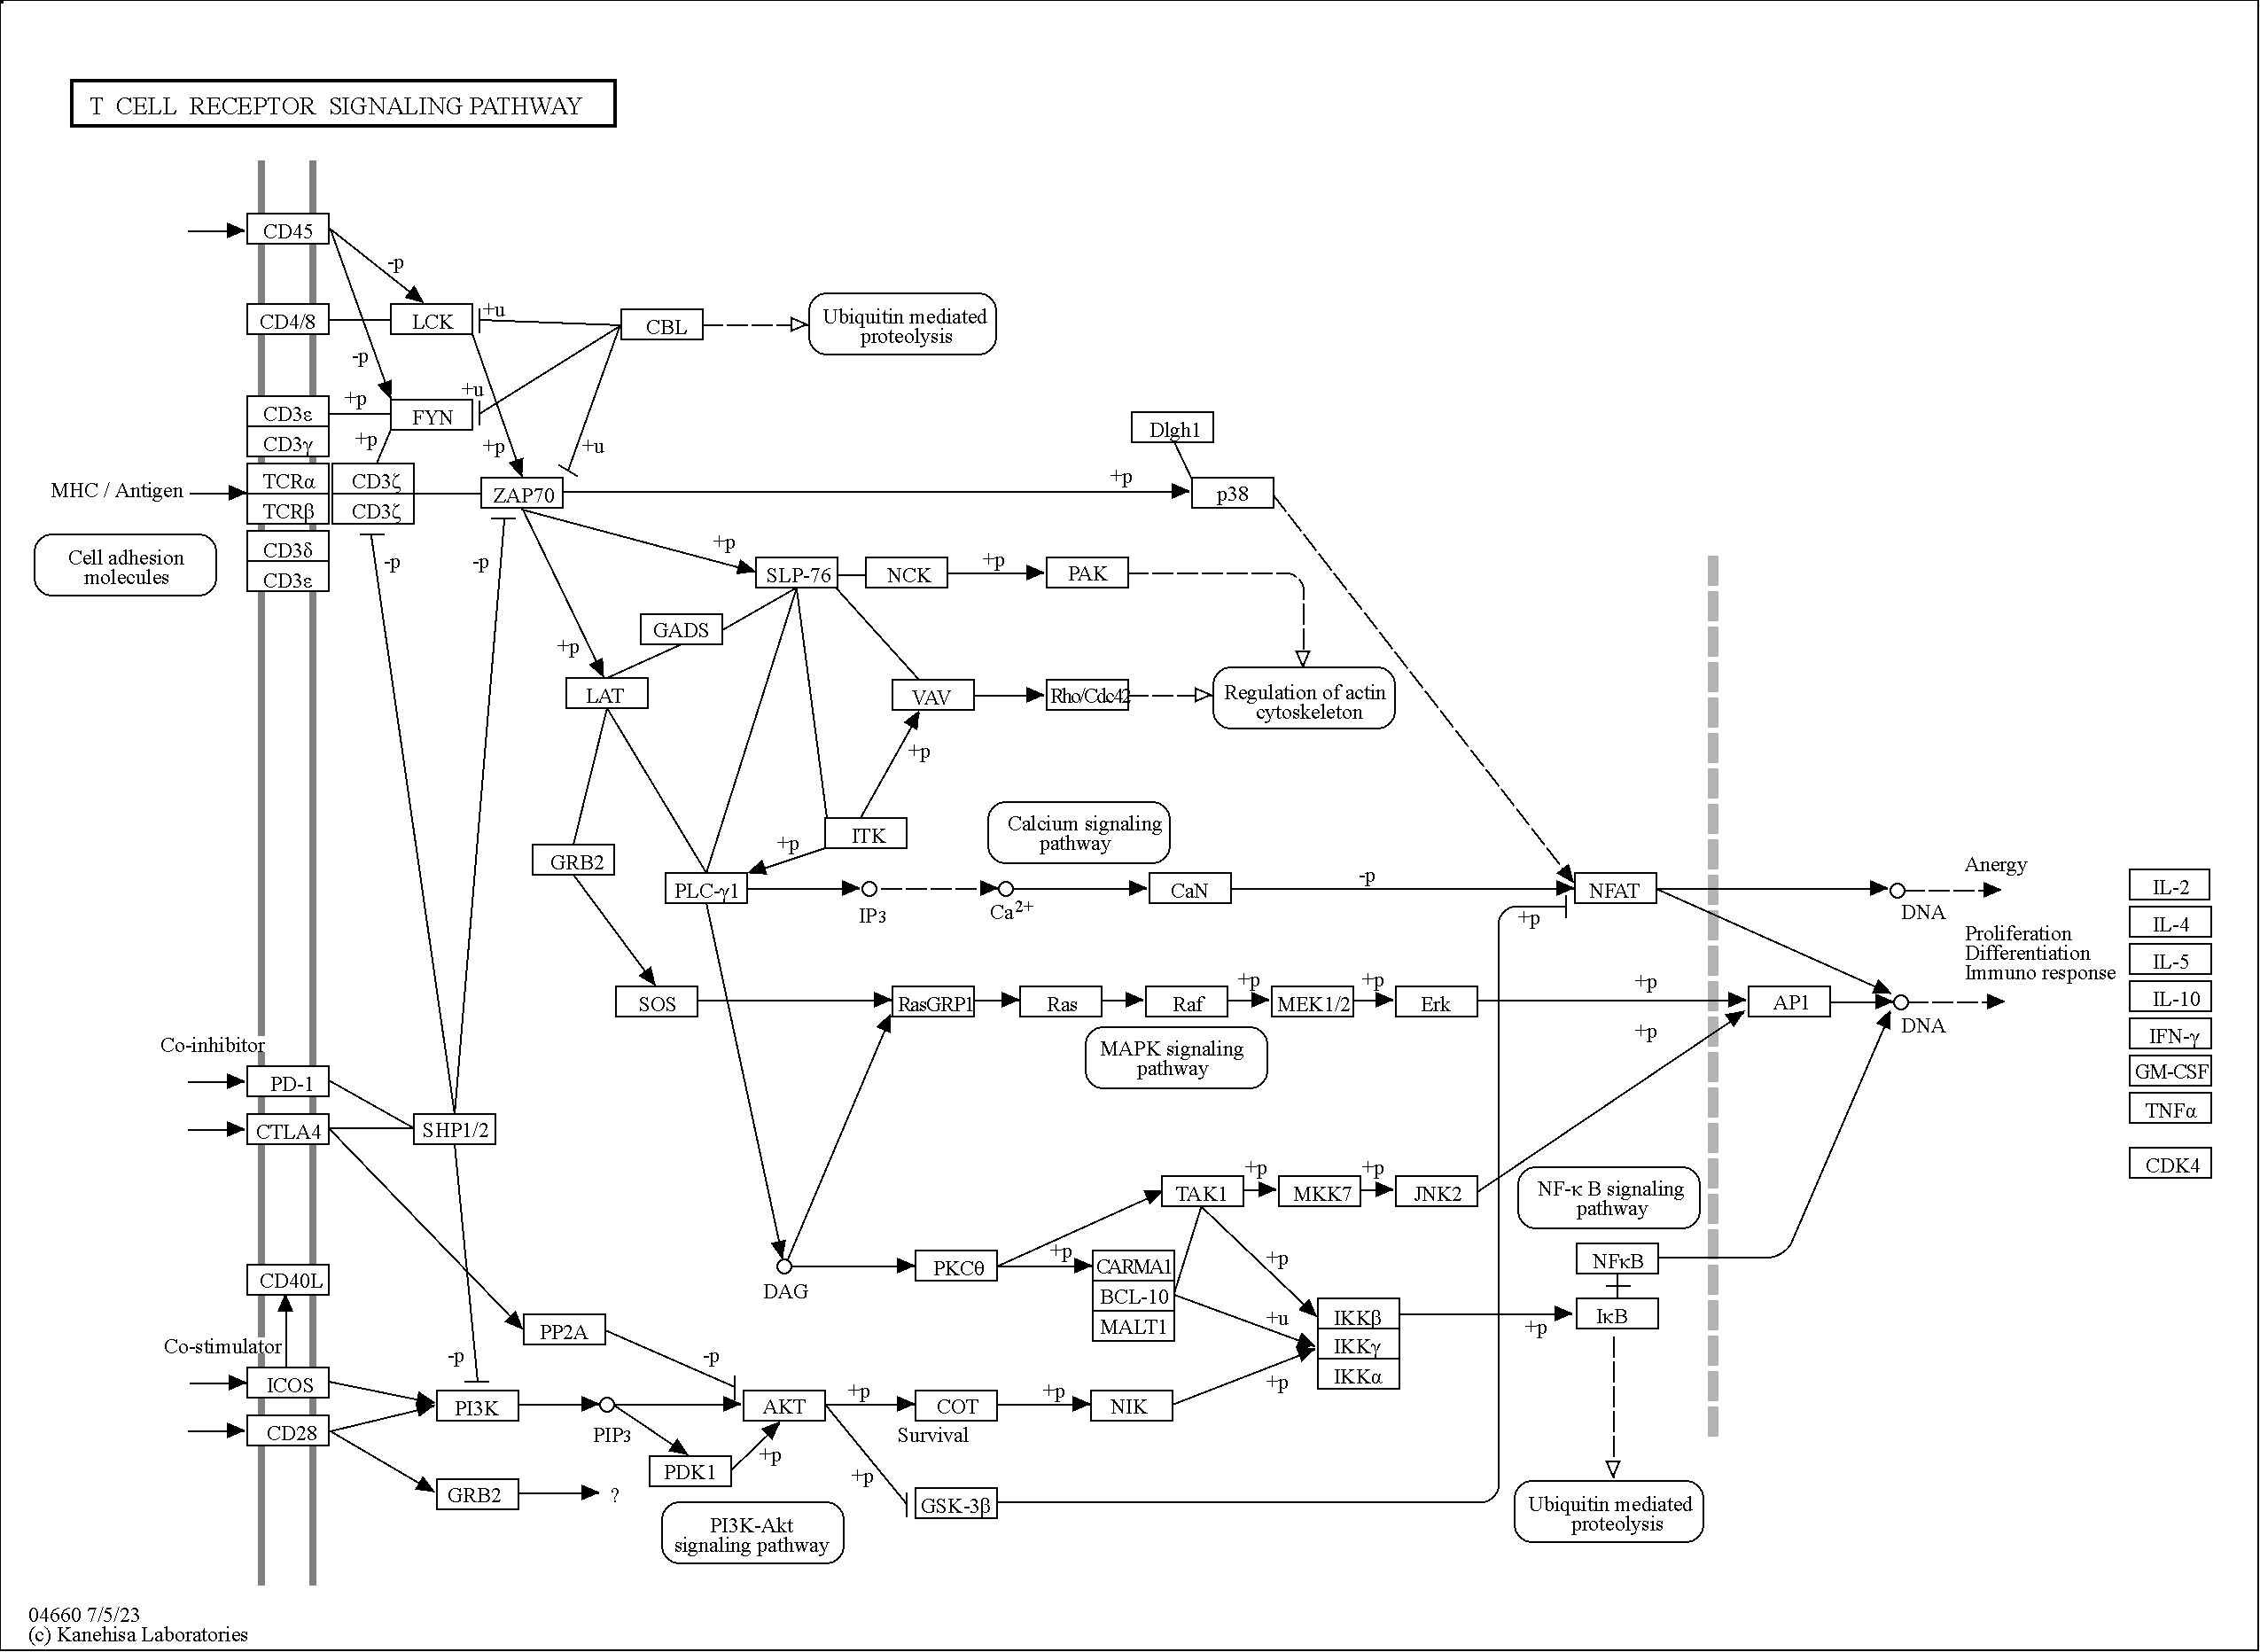 T CELL RECEPTOR SIGNALING PATHWAY
CD45
-p
CD4/8
LCK
+u
CBL
Ubiquitin mediated
proteolysis
-p
+u
CD3ε
+p
FYN
CD3γ
+p
+p
+u
Dlgh1
MHC / Antigen
TCRα
CD3ζ
TCRβ
CD3ζ
ZAP70
+p
p38
Cell adhesion
molecules
CD3δ
CD3ε
-p
-p
+p
SLP-76
NCK
+p
PAK
GADS
+p
LAT
VAV
Rho/Cdc42
Regulation of actin
cytoskeleton
+p
ITK
+p
Calcium signaling
pathway
GRB2
PLC-γ1
IP3
Ca2+
CaN
-p
NFAT
+p
DNA
Anergy
Proliferation
Differentiation
Immuno response
SOS
RasGRP1
Ras
Raf
+p
MEK1/2
+p
Erk
+p
AP1
DNA
+p
MAPK signaling
pathway
IL-2
IL-4
IL-5
IL-10
IFN-γ
GM-CSF
TNFα
CDK4
Co-inhibitor
PD-1
CTLA4
SHP1/2
TAK1
+p
MKK7
+p
JNK2
NF-κ B signaling
pathway
DAG
PKCθ
+p
CARMA1
BCL-10
MALT1
+p
+u
+p
IKKβ
IKKγ
IKKα
+p
NFκB
IκB
CD40L
Co-stimulator
ICOS
CD28
PP2A
-p
-p
PI3K
PIP3
AKT
+p
COT
Survival
+p
NIK
PDK1
+p
+p
GSK-3β
GRB2
?
PI3K-Akt
signaling pathway
Ubiquitin mediated
proteolysis
04660 7/5/23
(c) Kanehisa Laboratories